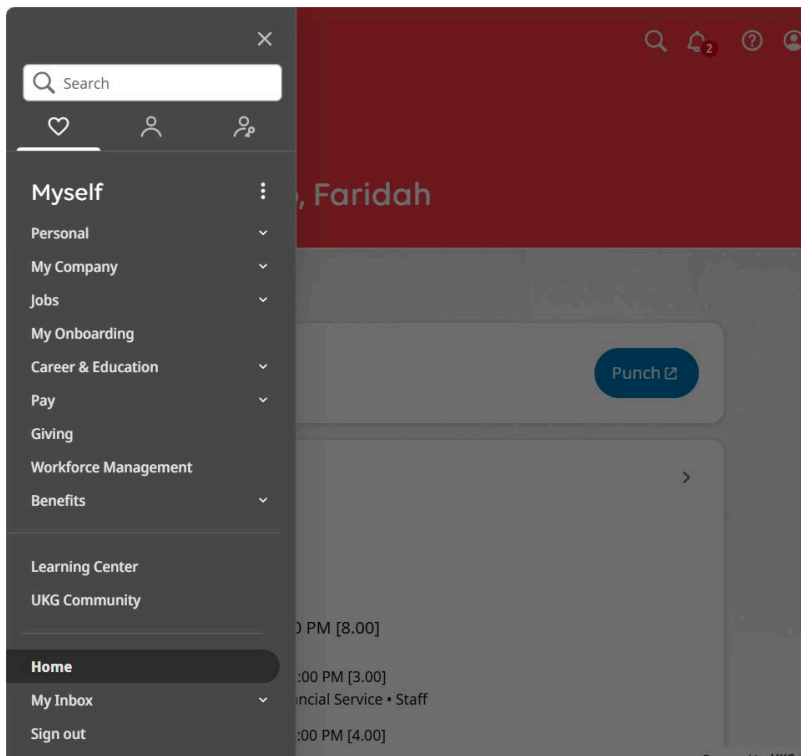 Search
2
Myself
, Faridah
Personal
My Company
Jobs
My Onboarding
Career & Education
Punch
Pay
Giving
Workforce Management
Benefits
Learning Center
UKG Community
PM [8.00]
Home
:00 PM [3.00]
My Inbox
ncial Service • Staff
Sign out
:00 PM [4.00]